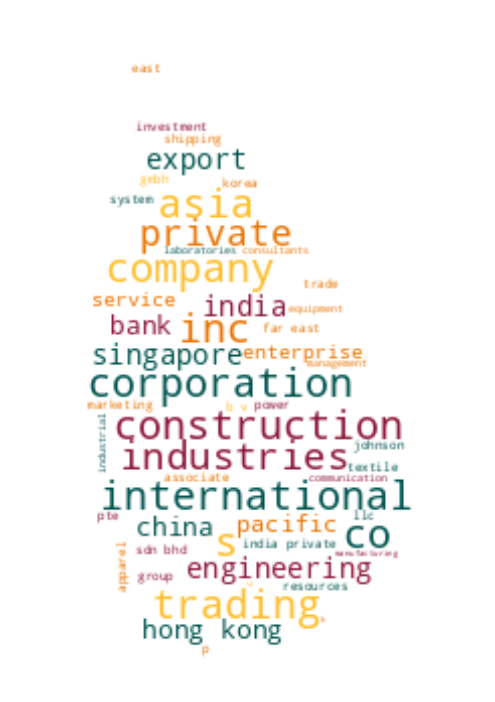 east
investment
shipping
export
gmbh
korea
system
asia
private
laboratories consultants
company
trade
service
india
equipment
bank
inc
far east
singapore
enterprise
management
corporation
marketing
b v
power
construction
industrial
johnson
industries
textile
associate
communication
international
pte
llc
china
pacific
co
s
india private
sdn bhd
manufacturing
apparel
group
engineering
resources
trading
hong kong
p